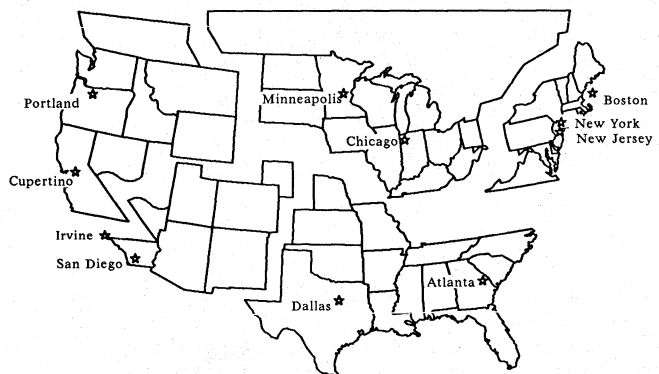 Portland
Minneapolis
Boston
New York
New Jersey
Chicago
Cupertino
Irvine
San Diego
Atlanta
Dallas